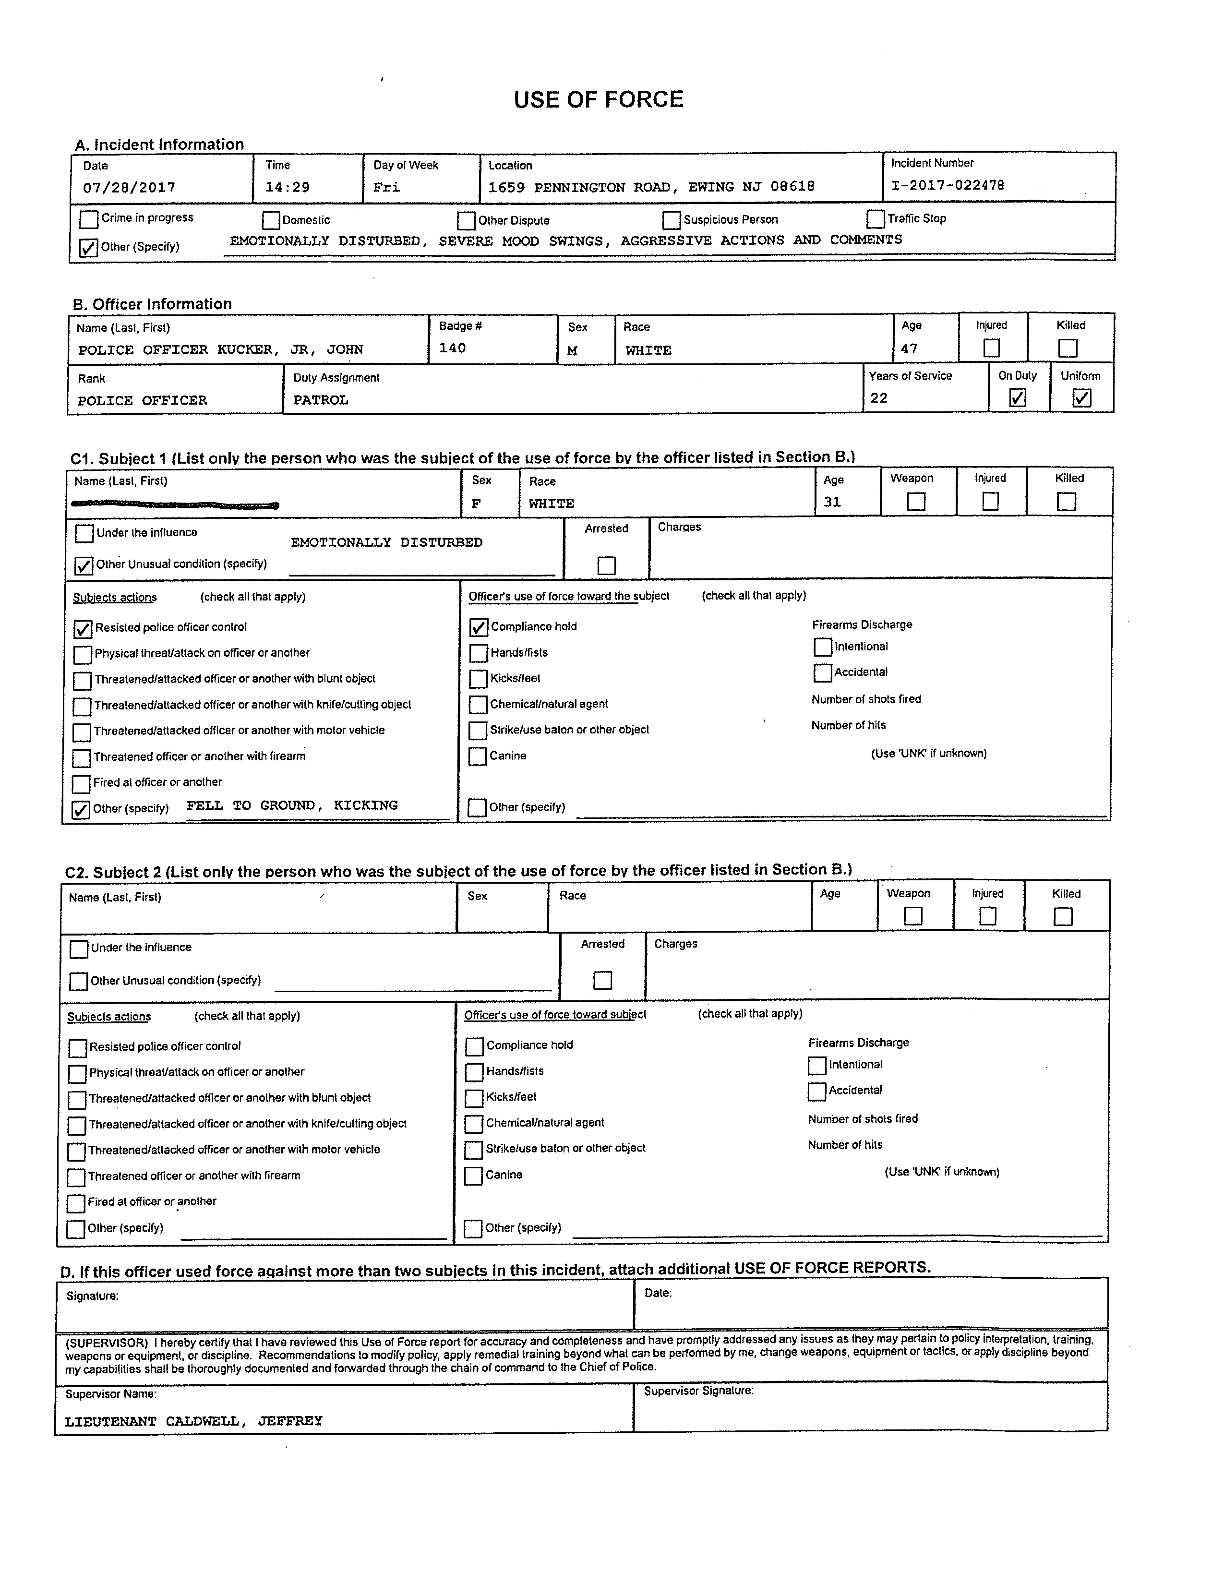 USE OF FORCE
A. Incident Information
Date Time Day of Week Location Incident Number
07/28/2017 14:29 Fri 1659 PENNINGTON ROAD, EWING NJ 08618 I-2017-022478
Crime in progress Domestic Other Dispute Suspicious Person Traffic Stop
Other (Specify) EMOTIONALLY DISTURBED, SEVERE MOOD SWINGS, AGGRESSIVE ACTIONS AND COMMENTS
B. Officer Information
Name (Last, First) Badge # Sex Race Age Injured Killed
POLICE OFFICER KUCKER, JR, JOHN 140 M WHITE 47
Rank Duty Assignment Years of Service On Duty Uniform
POLICE OFFICER PATROL 22
C1. Subject 1 (List only the person who was the subject of the use of force by the officer listed in Section B.)
Name (Last, First) Sex Race Age Weapon Injured Killed
F WHITE 31
Under the influence Arrested Charges
EMOTIONALLY DISTURBED
Other Unusual condition (specify)
Subjects actions (check all that apply) Officer's use of force toward the subject (check all that apply)
Resisted police officer control Compliance hold Firearms Discharge
Physical threat/attack on officer or another Hands/fists Intentional
Threatened/attacked officer or another with blunt object Kicks/feet Accidental
Threatened/attacked officer or another with knife/cutting object Chemical/natural agent Number of shots fired
Threatened/attacked officer or another with motor vehicle Strike/use baton or other object Number of hits
Threatened officer or another with firearm Canine (Use 'UNK' if unknown)
Fired at officer or another
Other (specify) FELL TO GROUND, KICKING Other (specify)
C2. Subject 2 (List only the person who was the subject of the use of force by the officer listed in Section B.)
Name (Last, First) Sex Race Age Weapon Injured Killed
Under the influence Arrested Charges
Other Unusual condition (specify)
Subjects actions (check all that apply) Officer's use of force toward subject (check all that apply)
Resisted police officer control Compliance hold Firearms Discharge
Physical threat/attack on officer or another Hands/fists Intentional
Threatened/attacked officer or another with blunt object Kicks/feet Accidental
Threatened/attacked officer or another with knife/cutting object Chemical/natural agent Number of shots fired
Threatened/attacked officer or another with motor vehicle Strike/use baton or other object Number of hits
Threatened officer or another with firearm Canine (Use 'UNK' if unknown)
Fired at officer or another
Other (specify) Other (specify)
D. If this officer used force against more than two subjects in this incident, attach additional USE OF FORCE REPORTS.
Signature: Date:
(SUPERVISOR) I hereby certify that I have reviewed this Use of Force report for accuracy and completeness and have promptly addressed any issues as they may pertain to policy interpretation, training,
weapons or equipment, or discipline. Recommendations to modify policy, apply remedial training beyond what can be performed by me, change weapons, equipment or tactics, or apply discipline beyond
my capabilities shall be thoroughly documented and forwarded through the chain of command to the Chief of Police.
Supervisor Name: Supervisor Signature:
LIEUTENANT CALDWELL, JEFFREY